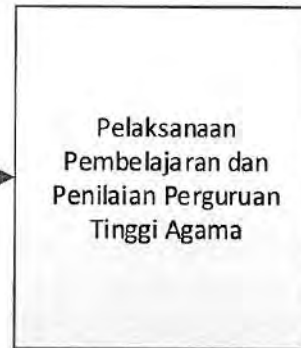 Pelaksanaan
Pembelajaran dan
Penilaian Perguruan
Tinggi Agama